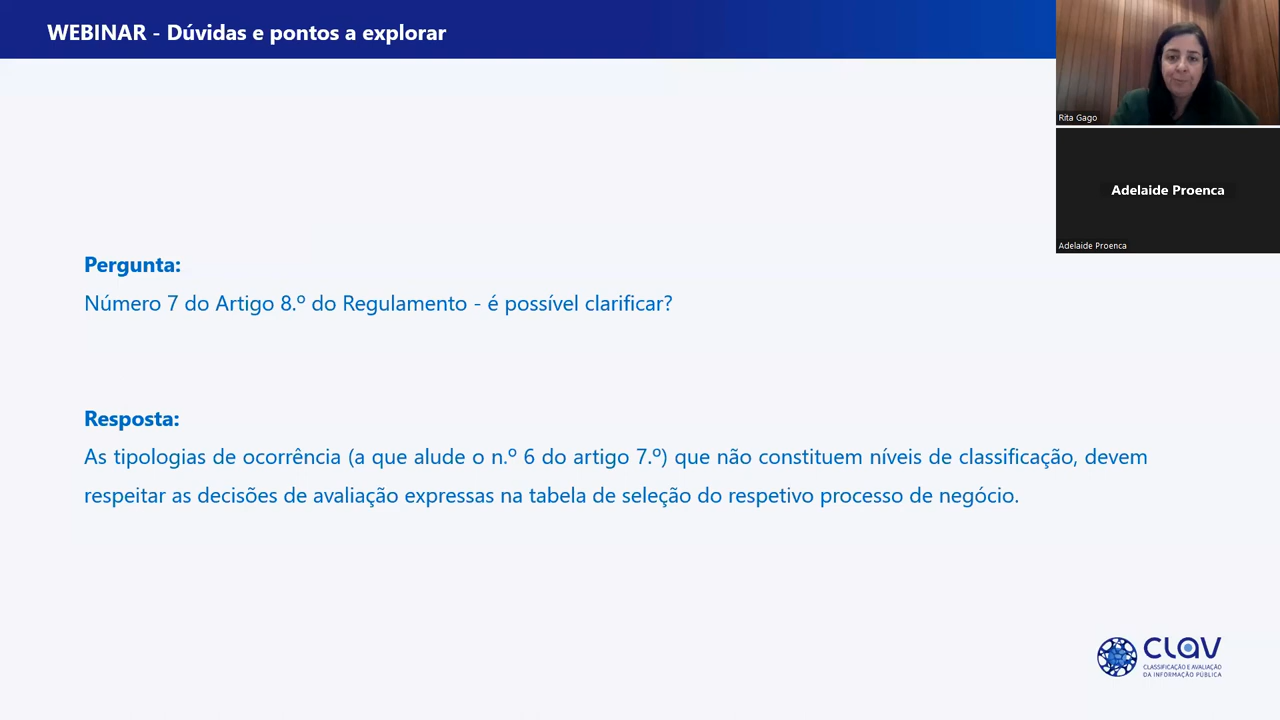 WEBINAR - Dúvidas e pontos a explorar
Rita Gago
Adelaide Proenca
Adelaide Proenca
Pergunta:
Número 7 do Artigo 8.º do Regulamento - é possível clarificar?
Resposta:
As tipologias de ocorrência (a que alude o n.º 6 do artigo 7.º) que não constituem níveis de classificação, devem
respeitar as decisões de avaliação expressas na tabela de seleção do respetivo processo de negócio.
CLAV
CLASSIFICAÇÃO E AVALIAÇÃO
DA INFORMAÇÃO PÚBLICA